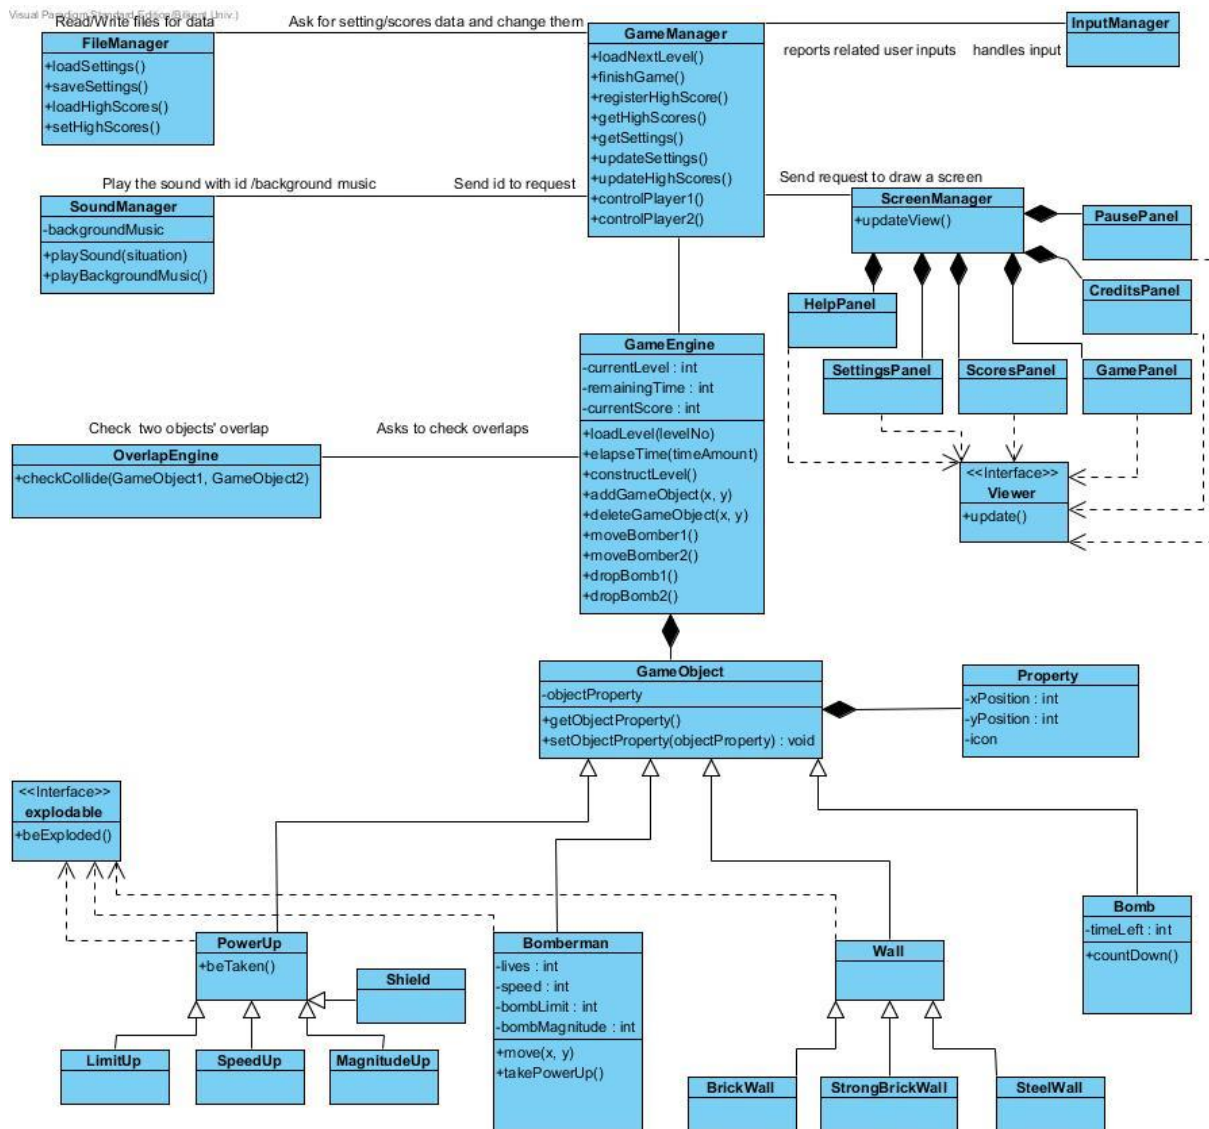 Visual Paradigm Standard Edition(Bilkent Univ.)
Read/Write files for data
Ask for setting/scores data and change them
FileManager
+loadSettings()
+saveSettings()
+loadHighScores()
+setHighScores()
GameManager
+loadNextLevel()
+finishGame()
+registerHighScore()
+getHighScores()
+getSettings()
+updateSettings()
+updateHighScores()
+controlPlayer1()
+controlPlayer2()
InputManager
reports related user inputs
handles input
Play the sound with id /background music
Send id to request
SoundManager
-backgroundMusic
+playSound(situation)
+playBackgroundMusic()
Send request to draw a screen
ScreenManager
+updateView()
PausePanel
CreditsPanel
HelpPanel
SettingsPanel
ScoresPanel
GamePanel
<<Interface>>
Viewer
+update()
GameEngine
-currentLevel : int
-remainingTime : int
-currentScore : int
+loadLevel(levelNo)
+elapseTime(timeAmount)
+constructLevel()
+addGameObject(x, y)
+deleteGameObject(x, y)
+moveBomber1()
+moveBomber2()
+dropBomb1()
+dropBomb2()
Check two objects' overlap
Asks to check overlaps
OverlapEngine
+checkCollide(GameObject1, GameObject2)
GameObject
-objectProperty
+getObjectProperty()
+setObjectProperty(objectProperty) : void
Property
-xPosition : int
-yPosition : int
-icon
<<Interface>>
explodable
+beExploded()
PowerUp
+beTaken()
Shield
LimitUp
SpeedUp
MagnitudeUp
Bomberman
-lives : int
-speed : int
-bombLimit : int
-bombMagnitude : int
+move(x, y)
+takePowerUp()
Wall
BrickWall
StrongBrickWall
SteelWall
Bomb
-timeLeft : int
+countDown()